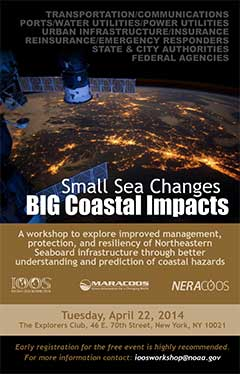 TRANSPORTATION/COMMUNICATIONS
PORTS/WATER UTILITIES/POWER UTILITIES
URBAN INFRASTRUCTURE/INSURANCE
REINSURANCE/EMERGENCY RESPONDERS
STATE & CITY AUTHORITIES
FEDERAL AGENCIES
Small Sea Changes
BIG Coastal Impacts
A workshop to explore improved management,
protection, and resiliency of Northeastern
Seaboard infrastructure through better
understanding and prediction of coastal hazards
IOOS MARACOOS NERACOOS
Tuesday, April 22, 2014
The Explorers Club, 46 E. 70th Street, New York, NY 10021
Early registration for the free event is highly recommended.
For more information contact: ioosworkshop@noaa.gov